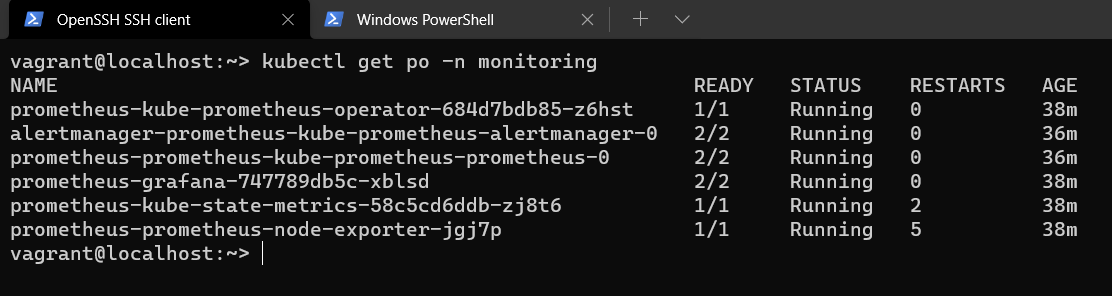 OpenSSH SSH client
Windows PowerShell
vagrant@localhost:~> kubectl get po -n monitoring
NAME READY STATUS RESTARTS AGE
prometheus-kube-prometheus-operator-684d7bdb85-z6hst 1/1 Running 0 38m
alertmanager-prometheus-kube-prometheus-alertmanager-0 2/2 Running 0 36m
prometheus-prometheus-kube-prometheus-prometheus-0 2/2 Running 0 36m
prometheus-grafana-747789db5c-xblsd 2/2 Running 0 38m
prometheus-kube-state-metrics-58c5cd6ddb-zj8t6 1/1 Running 2 38m
prometheus-prometheus-node-exporter-jgj7p 1/1 Running 5 38m
vagrant@localhost:~>